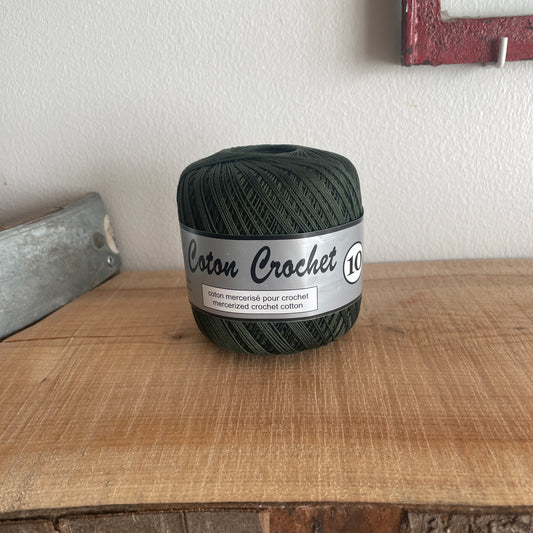 Coton Crochet 10
coton mercerisé pour crochet
mercerized crochet cotton